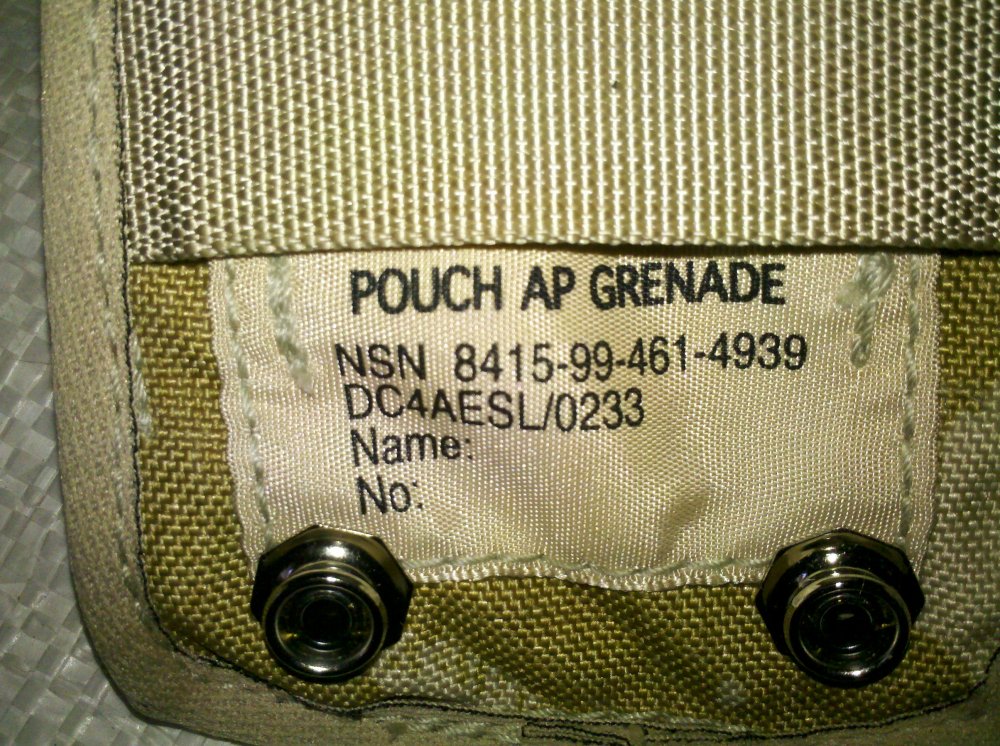 POUCH AP GRENADE
NSN 8415-99-461-4939
DC4AESL/0233
Name:
No: